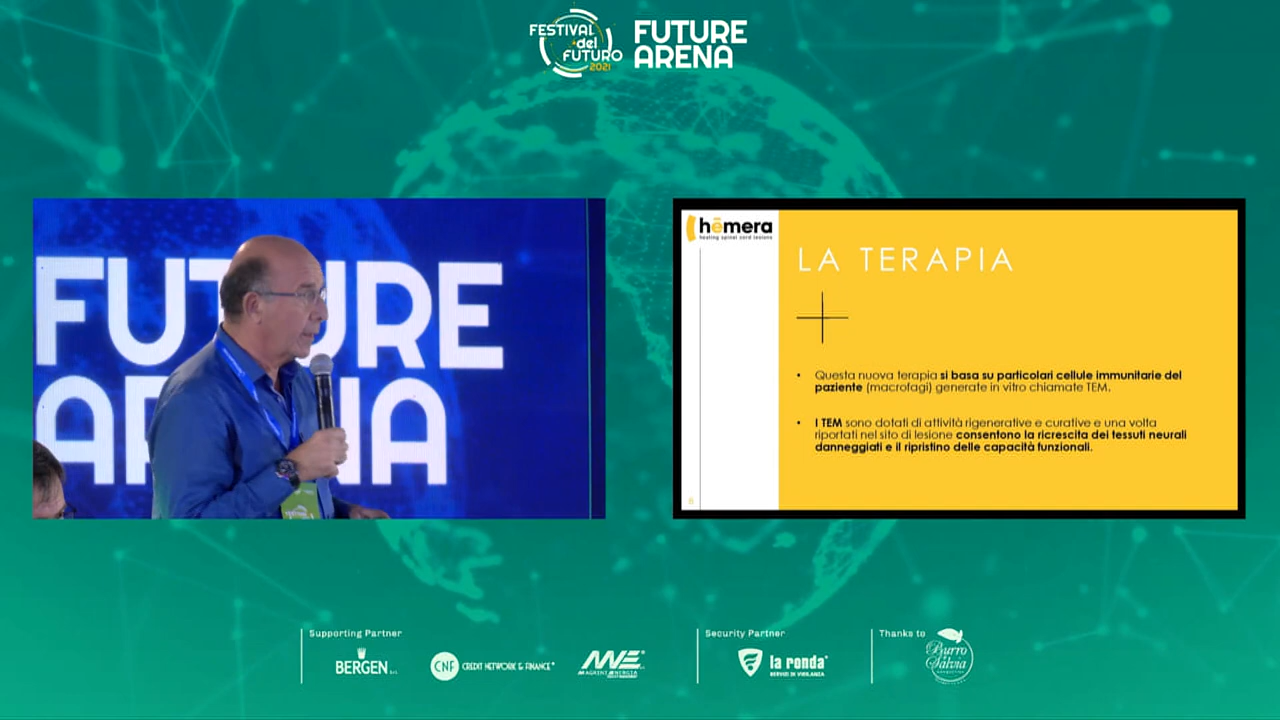 FESTIVAL
del
FUTURO
2021
FUTURE
ARENA
FUTURE
ARENA
hēmera
healing spinal cord lesions
LA TERAPIA
• Questa nuova terapia si basa su particolari cellule immunitarie del
paziente (macrofagi) generate in vitro chiamate TEM.
• I TEM sono dotati di attività rigenerative e curative e una volta
riportati nel sito di lesione consentono la ricrescita dei tessuti neurali
danneggiati e il ripristino delle capacità funzionali.
Supporting Partner
BERGEN
CNF CREDIT NETWORK & FINANCE
MAGRINI ENERGIA
Security Partner
la ronda
SERVIZI DI VIGILANZA
Thanks to
Burro
& Salvia